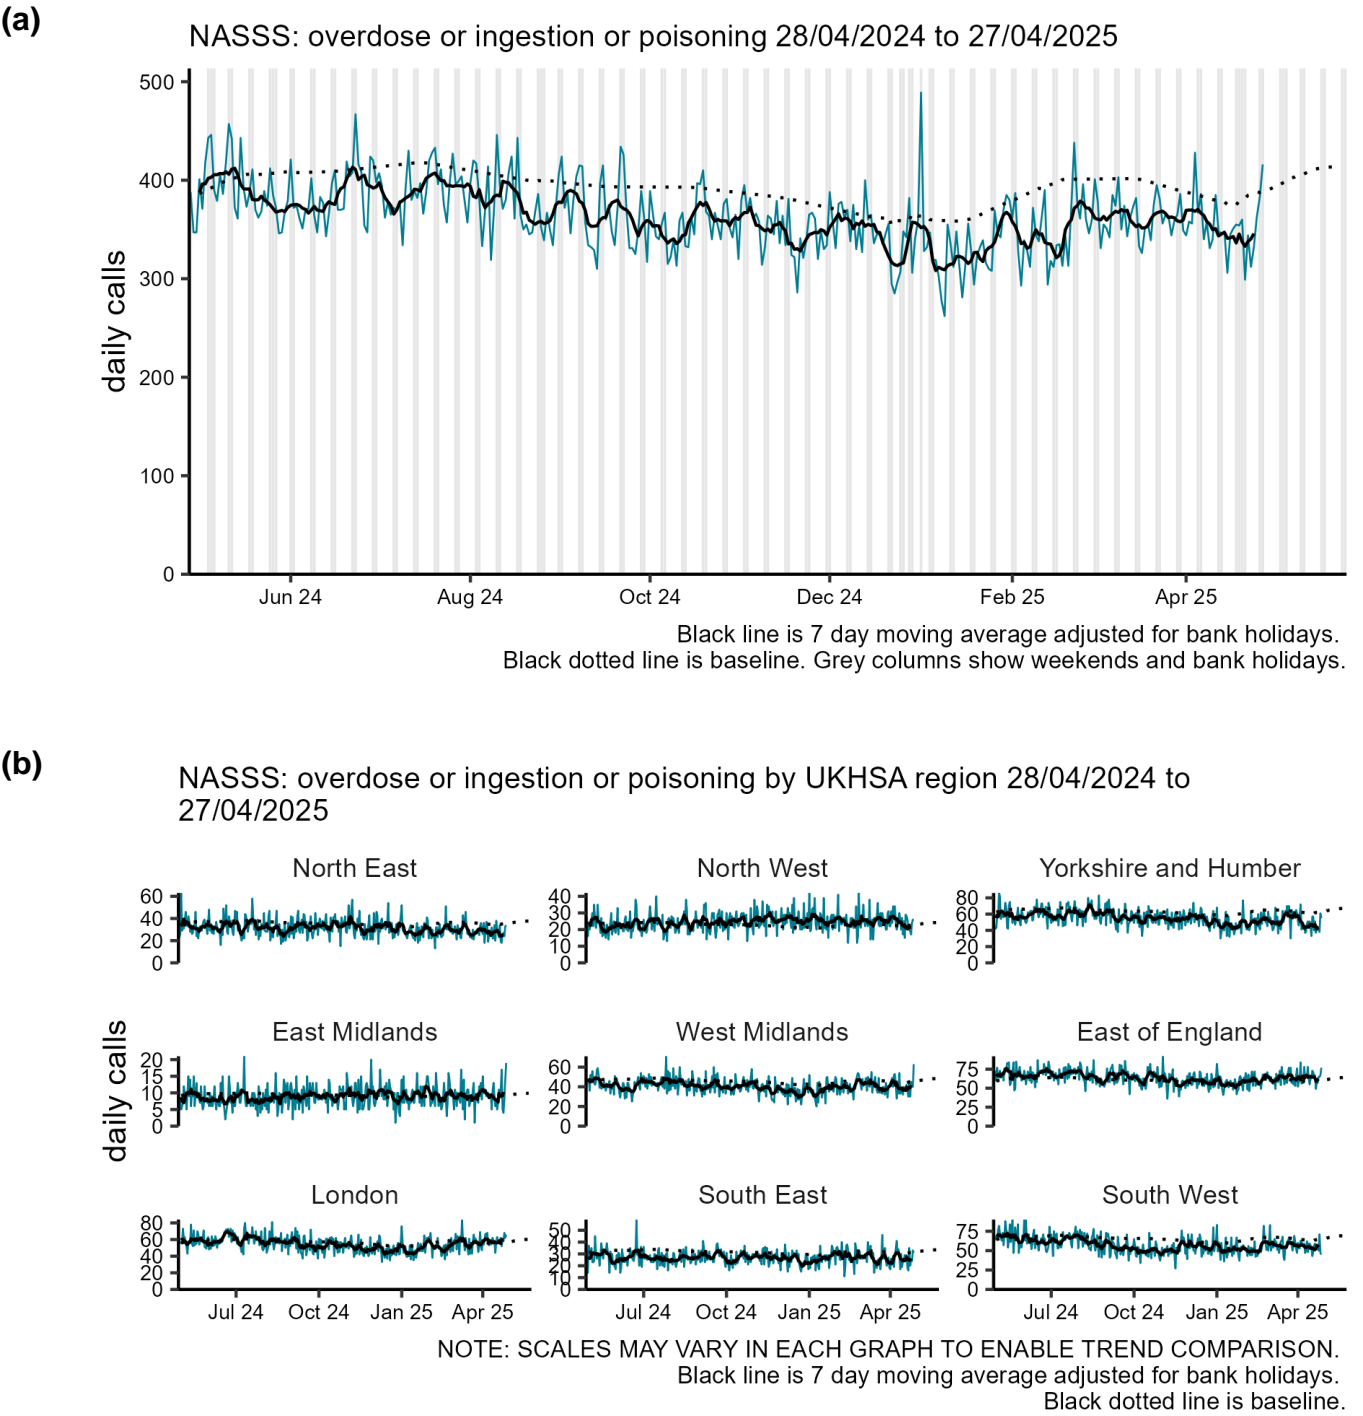 (a)
NASSS: overdose or ingestion or poisoning 28/04/2024 to 27/04/2025
500
400
300
200
100
0
daily calls
Jun 24 Aug 24 Oct 24 Dec 24 Feb 25 Apr 25
Black line is 7 day moving average adjusted for bank holidays.
Black dotted line is baseline. Grey columns show weekends and bank holidays.
(b)
NASSS: overdose or ingestion or poisoning by UKHSA region 28/04/2024 to
27/04/2025
daily calls
North East
60
40
20
0
North West
40
30
20
10
0
Yorkshire and Humber
80
60
40
20
0
East Midlands
20
15
10
5
0
West Midlands
60
40
20
0
East of England
75
50
25
0
London
80
60
40
20
0
South East
50
40
30
20
10
0
South West
75
50
25
0
Jul 24 Oct 24 Jan 25 Apr 25
Jul 24 Oct 24 Jan 25 Apr 25
Jul 24 Oct 24 Jan 25 Apr 25
NOTE: SCALES MAY VARY IN EACH GRAPH TO ENABLE TREND COMPARISON.
Black line is 7 day moving average adjusted for bank holidays.
Black dotted line is baseline.